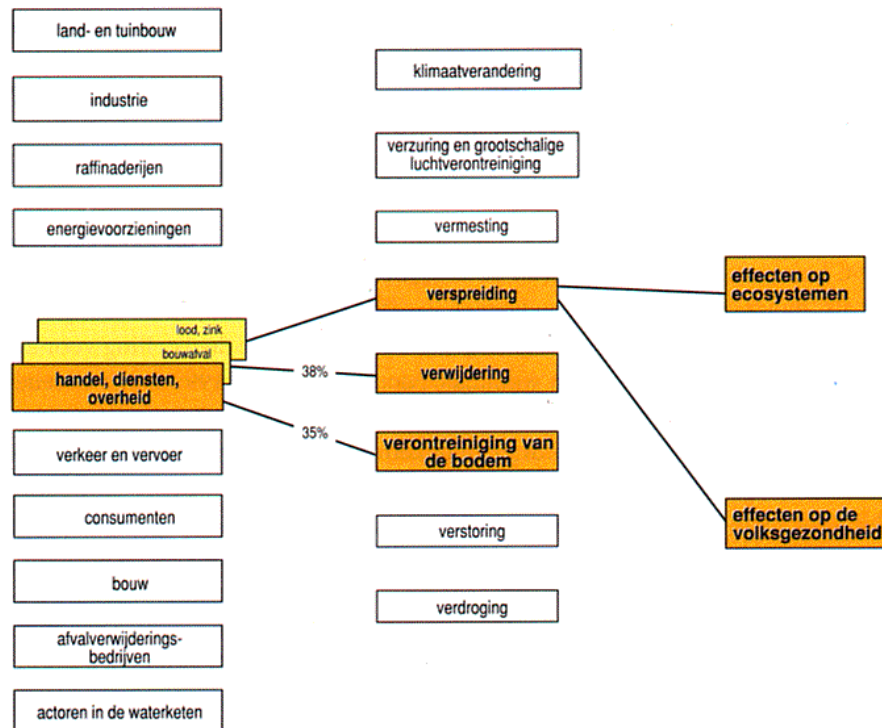 land- en tuinbouw
industrie
raffinaderijen
energievoorzieningen
lood, zink
bouwafval
handel, diensten,
overheid
verkeer en vervoer
consumenten
bouw
afvalverwijderings-
bedrijven
actoren in de waterketen
38%
35%
klimaatverandering
verzuring en grootschalige
luchtverontreiniging
vermesting
verspreiding
verwijdering
verontreiniging van
de bodem
verstoring
verdroging
effecten op
ecosystemen
effecten op de
volksgezondheid